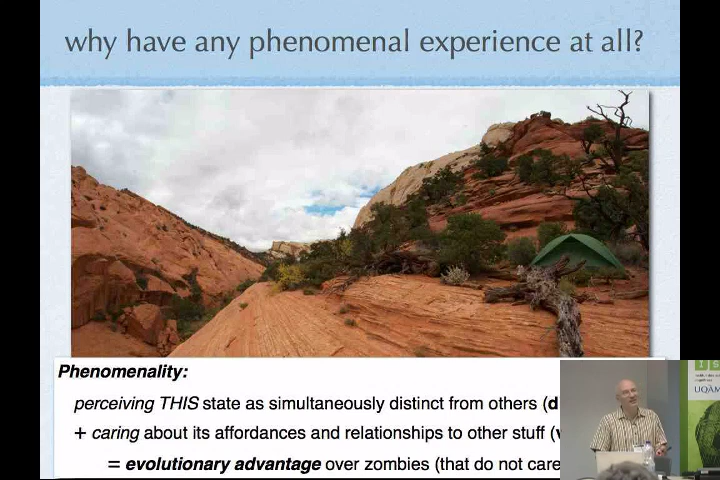 why have any phenomenal experience at all?
Phenomenality:
perceiving THIS state as simultaneously distinct from others (d
+ caring about its affordances and relationships to other stuff (v
= evolutionary advantage over zombies (that do not care
UQÀM